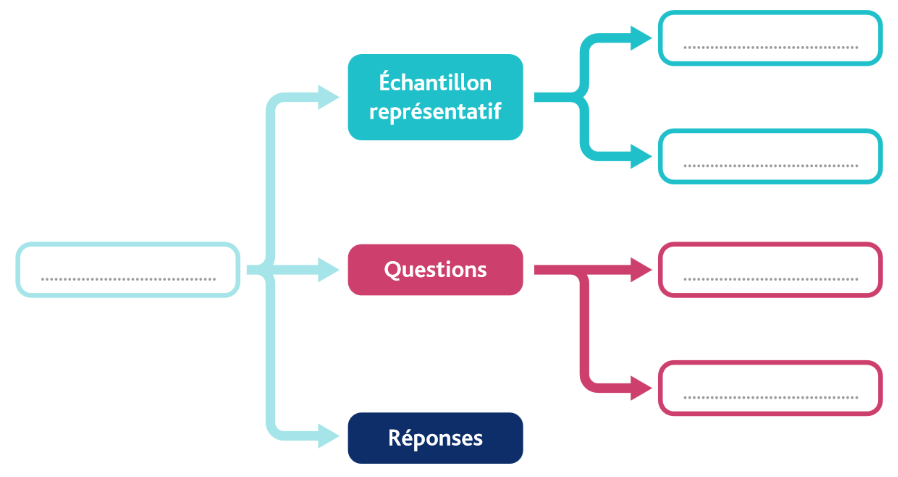 Échantillon
représentatif
Questions
Réponses